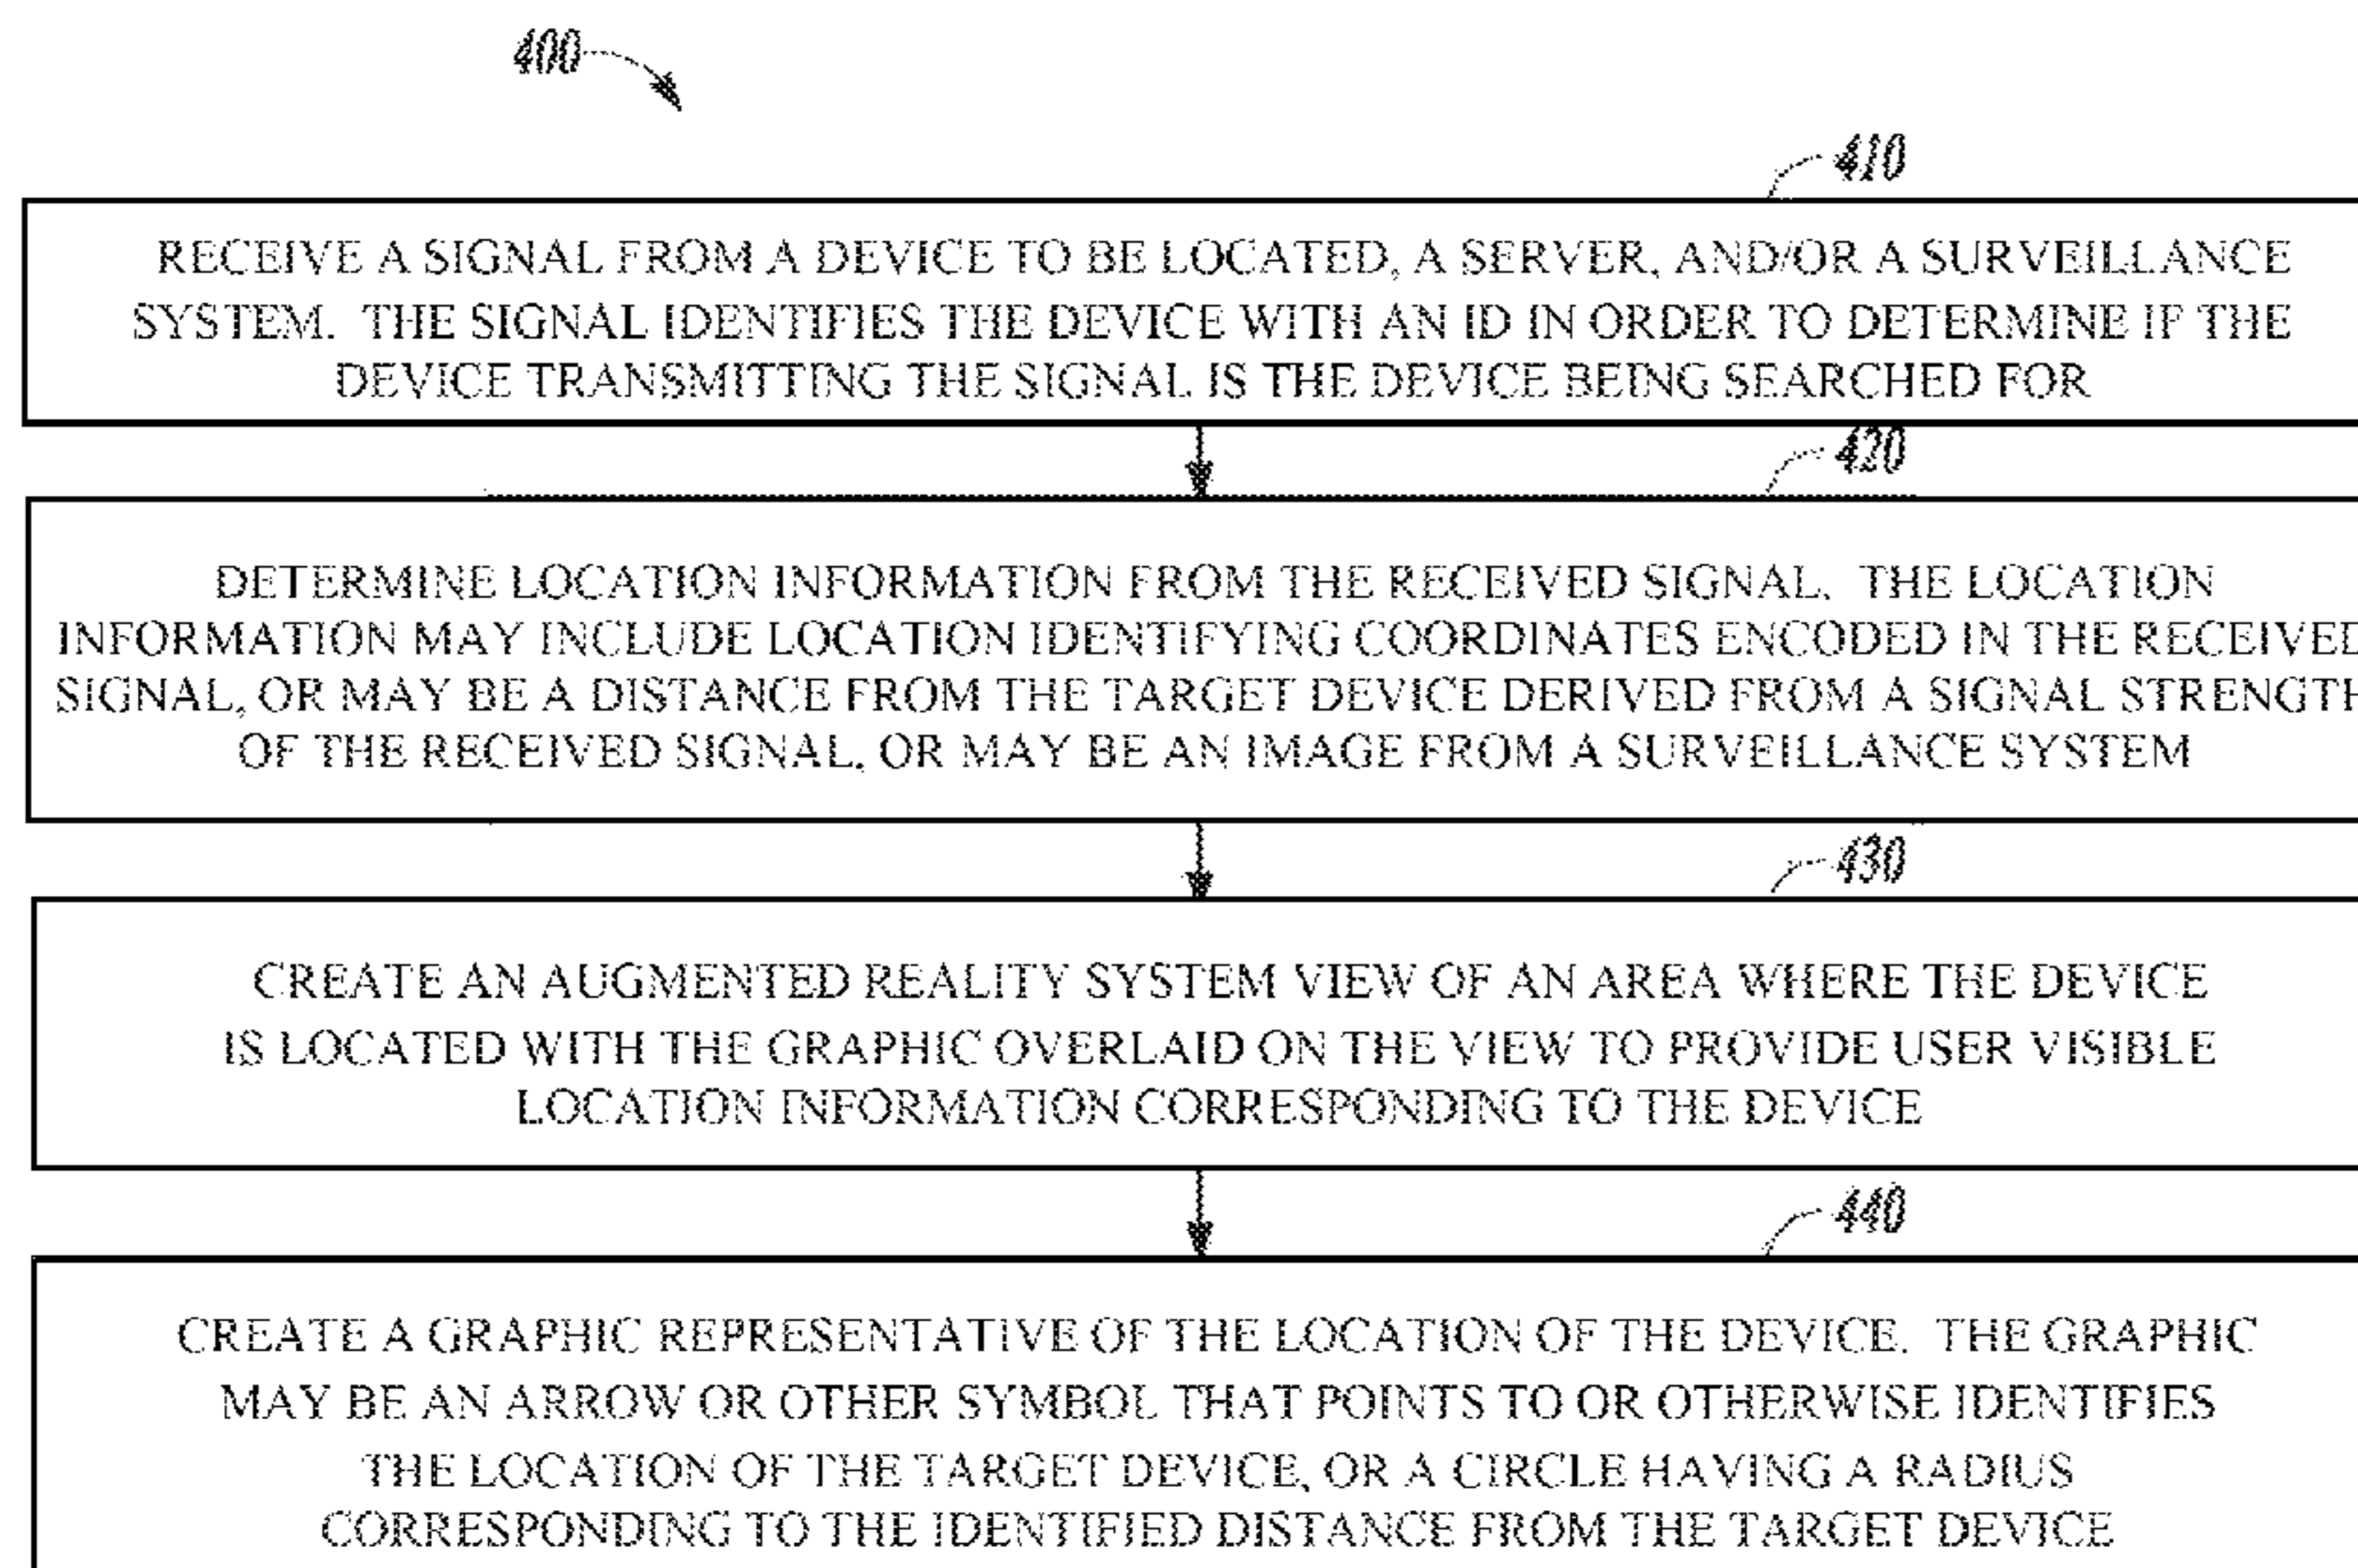 400
410
RECEIVE A SIGNAL FROM A DEVICE TO BE LOCATED, A SERVER, AND/OR A SURVEILLANCE
SYSTEM. THE SIGNAL IDENTIFIES THE DEVICE WITH AN ID IN ORDER TO DETERMINE IF THE
DEVICE TRANSMITTING THE SIGNAL IS THE DEVICE BEING SEARCHED FOR
420
DETERMINE LOCATION INFORMATION FROM THE RECEIVED SIGNAL. THE LOCATION
INFORMATION MAY INCLUDE LOCATION IDENTIFYING COORDINATES ENCODED IN THE RECEIVED
SIGNAL, OR MAY BE A DISTANCE FROM THE TARGET DEVICE DERIVED FROM A SIGNAL STRENGTH
OF THE RECEIVED SIGNAL, OR MAY BE AN IMAGE FROM A SURVEILLANCE SYSTEM
430
CREATE AN AUGMENTED REALITY SYSTEM VIEW OF AN AREA WHERE THE DEVICE
IS LOCATED WITH THE GRAPHIC OVERLAID ON THE VIEW TO PROVIDE USER VISIBLE
LOCATION INFORMATION CORRESPONDING TO THE DEVICE
440
CREATE A GRAPHIC REPRESENTATIVE OF THE LOCATION OF THE DEVICE. THE GRAPHIC
MAY BE AN ARROW OR OTHER SYMBOL THAT POINTS TO OR OTHERWISE IDENTIFIES
THE LOCATION OF THE TARGET DEVICE, OR A CIRCLE HAVING A RADIUS
CORRESPONDING TO THE IDENTIFIED DISTANCE FROM THE TARGET DEVICE